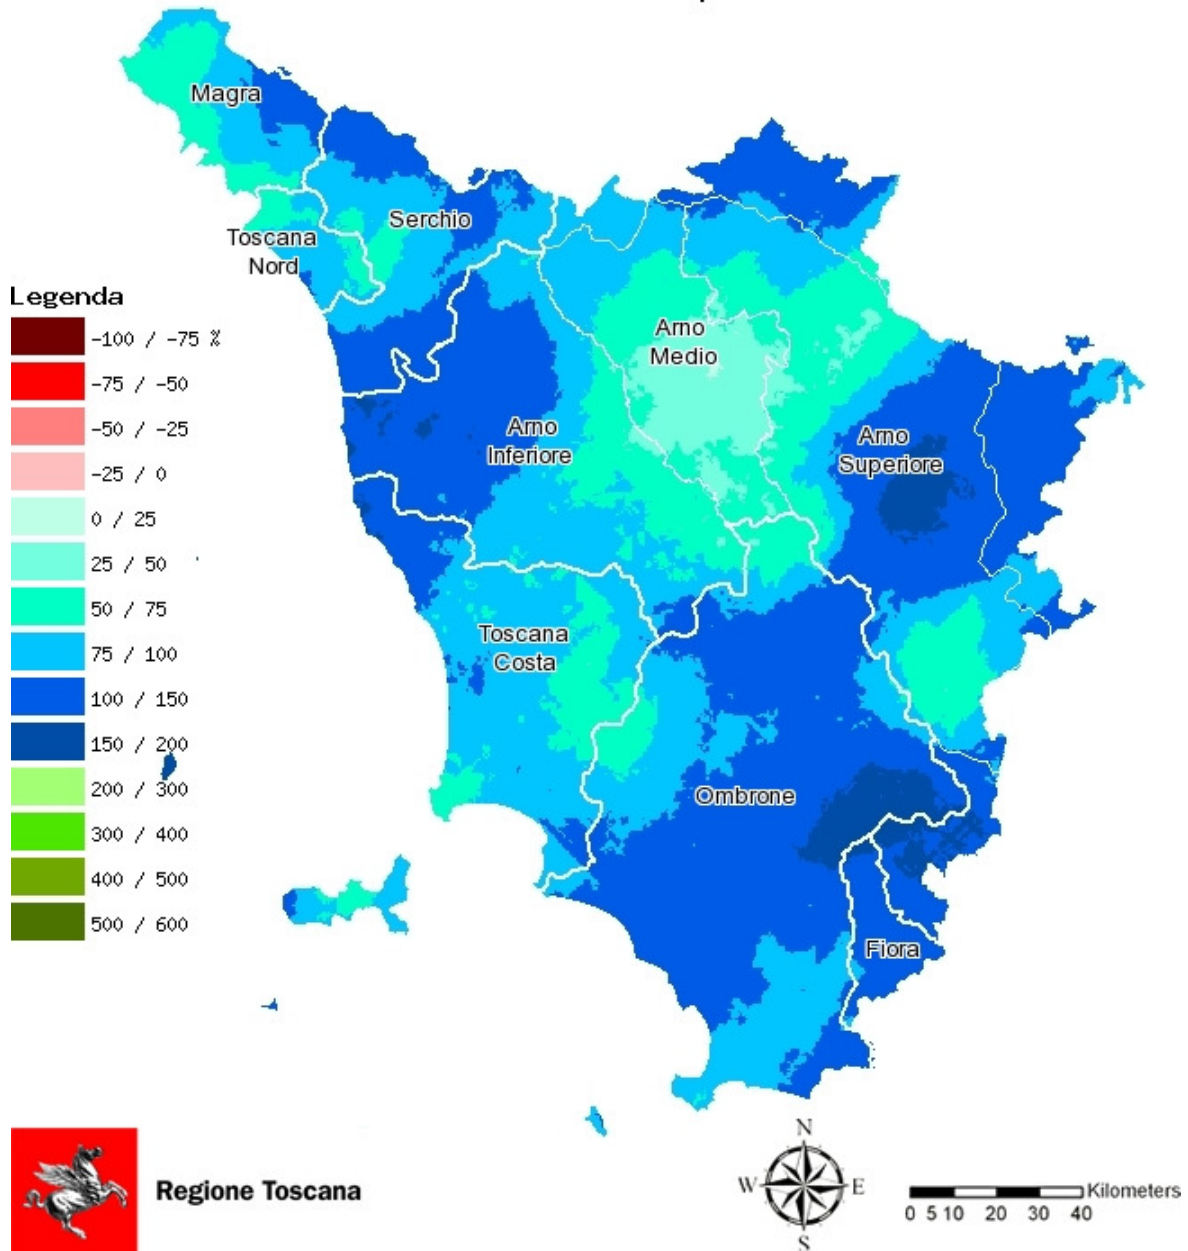 Magra
Serchio
Toscana
Nord
Legenda
-100 / -75 %
-75 / -50
-50 / -25
-25 / 0
0 / 25
25 / 50
50 / 75
75 / 100
100 / 150
150 / 200
200 / 300
300 / 400
400 / 500
500 / 600
Arno
Medio
Arno
Inferiore
Arno
Superiore
Toscana
Costa
Ombrone
Fiora
Regione Toscana
N
W
E
S
Kilometers
0 5 10 20 30 40